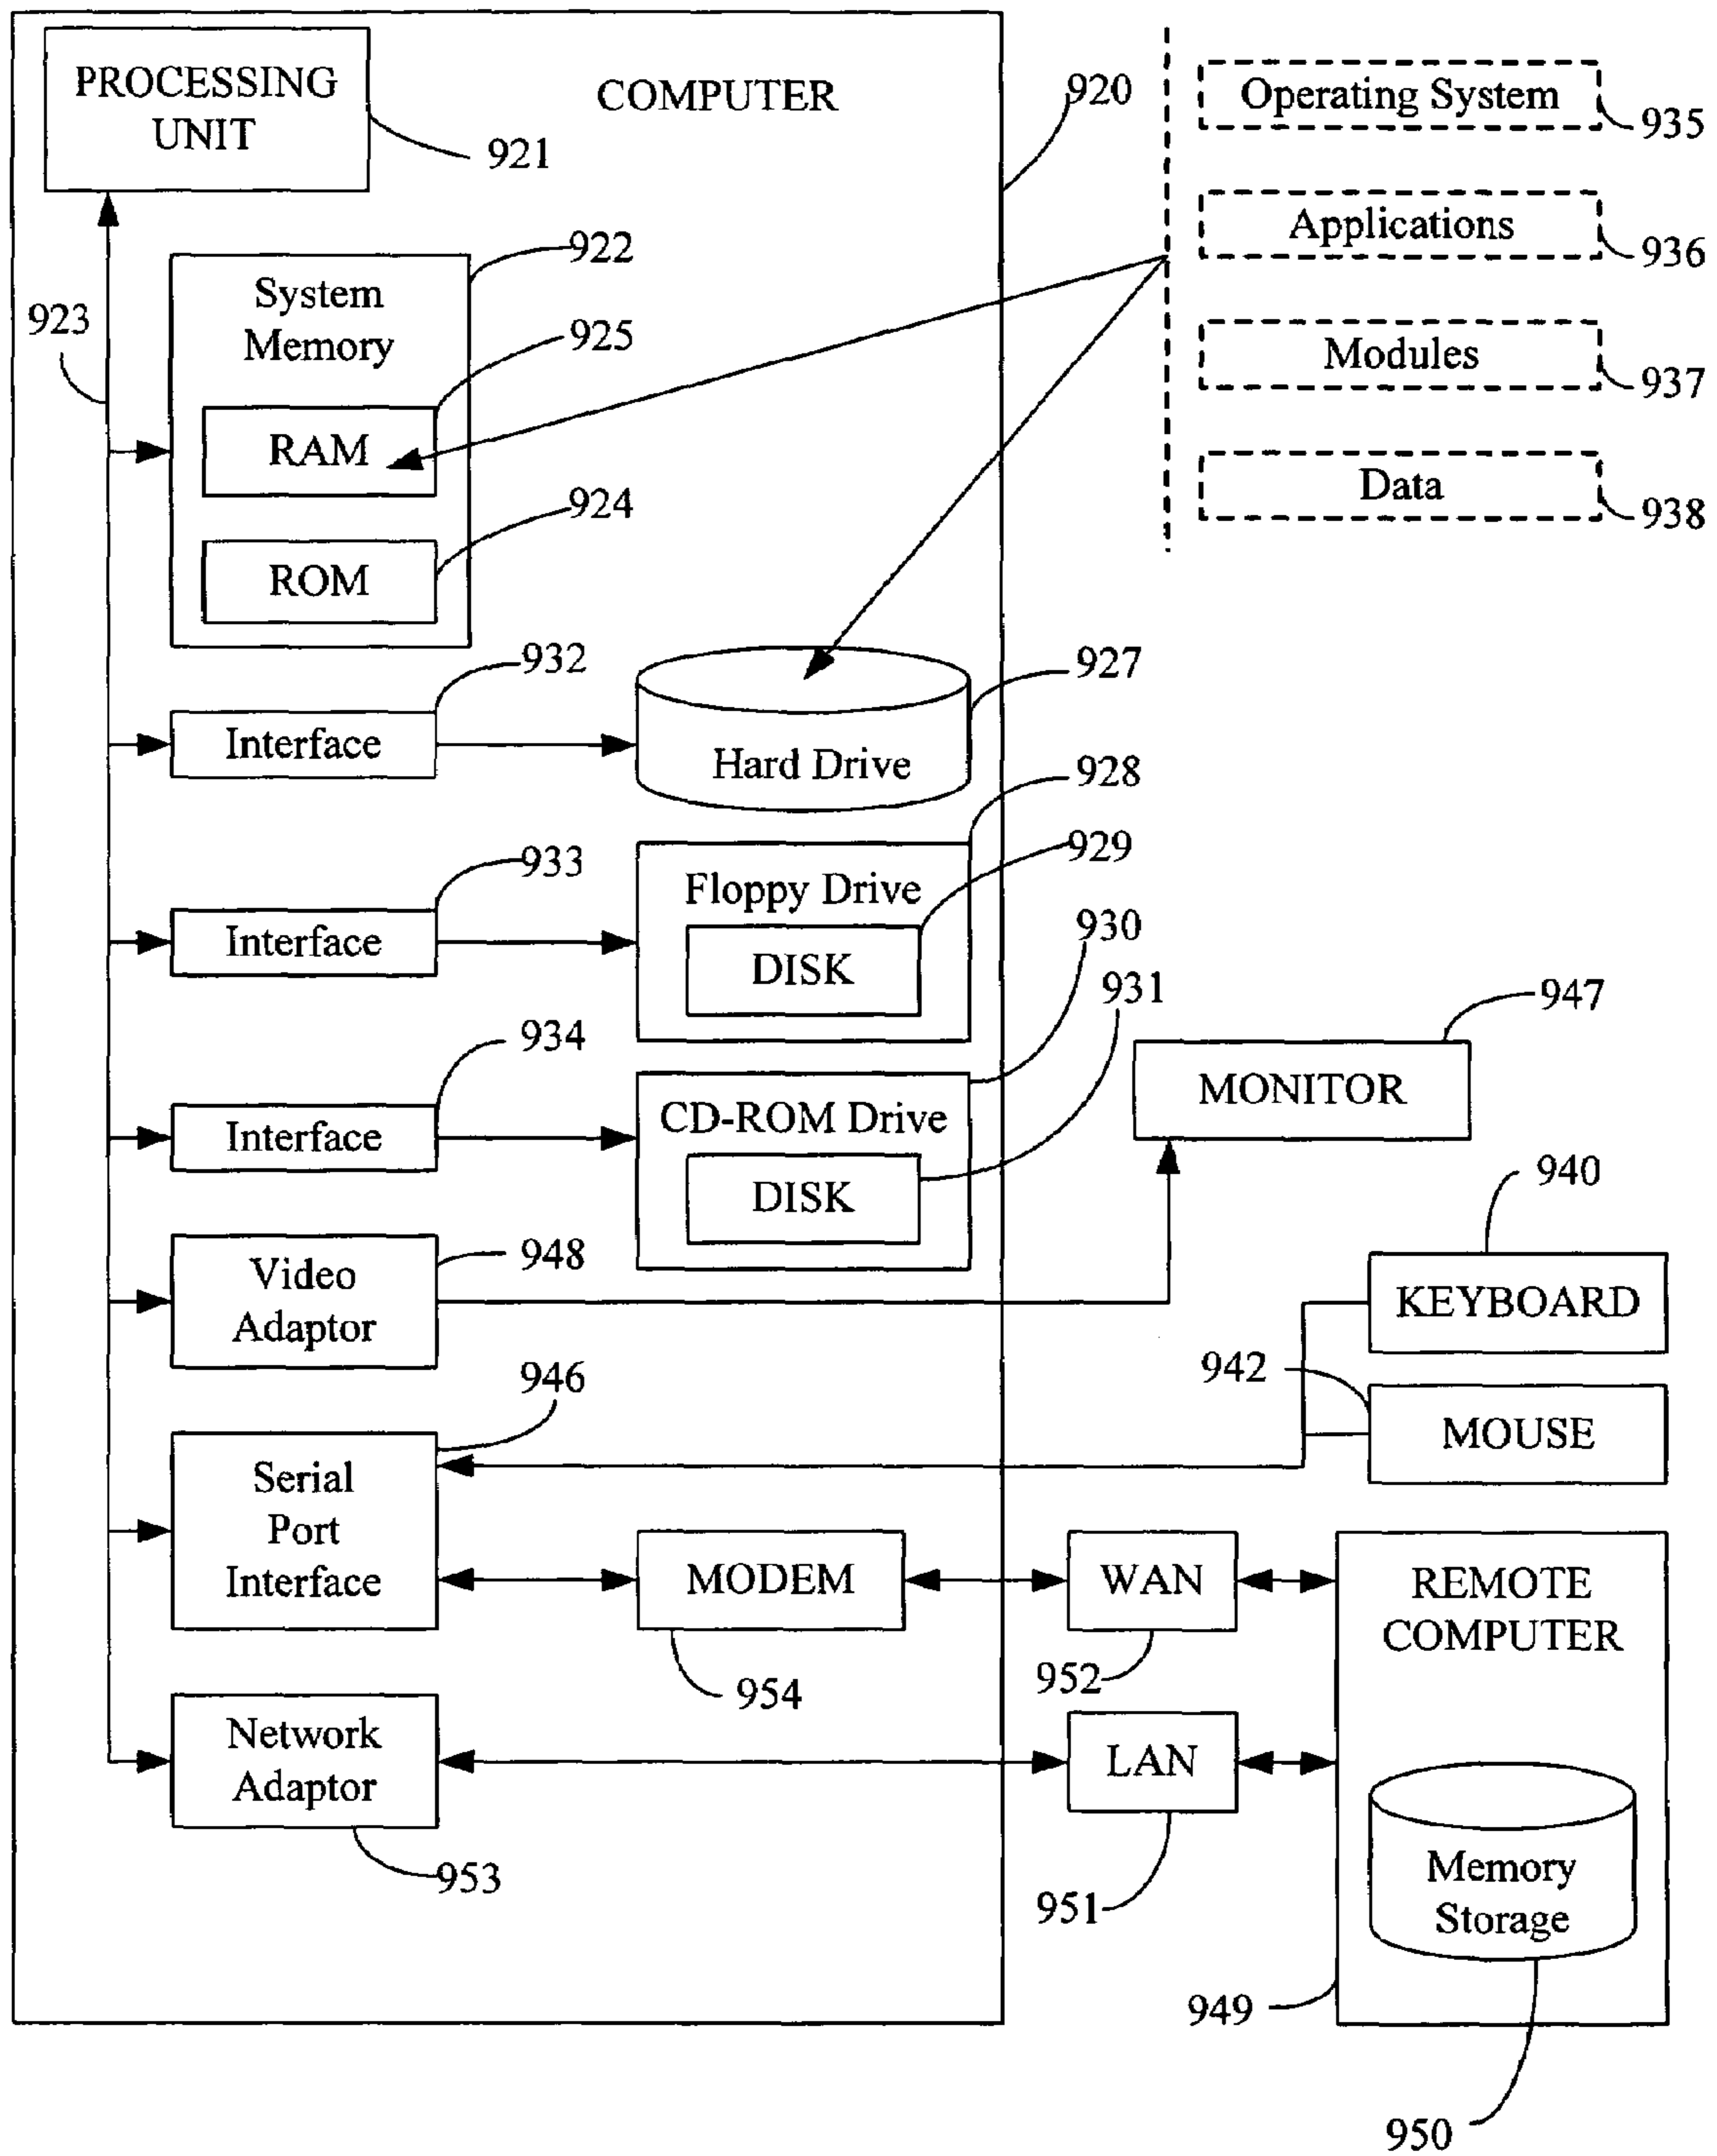 PROCESSING
UNIT
921
COMPUTER
920
Operating System
935
Applications
936
Modules
937
Data
938
922
System
Memory
923
925
RAM
924
ROM
932
Interface
927
Hard Drive
928
933
Interface
929
Floppy Drive
DISK
930
931
934
Interface
CD-ROM Drive
DISK
947
MONITOR
948
Video
Adaptor
940
KEYBOARD
942
MOUSE
946
Serial
Port
Interface
MODEM
954
WAN
952
REMOTE
COMPUTER
Network
Adaptor
953
LAN
951
Memory
Storage
949
950